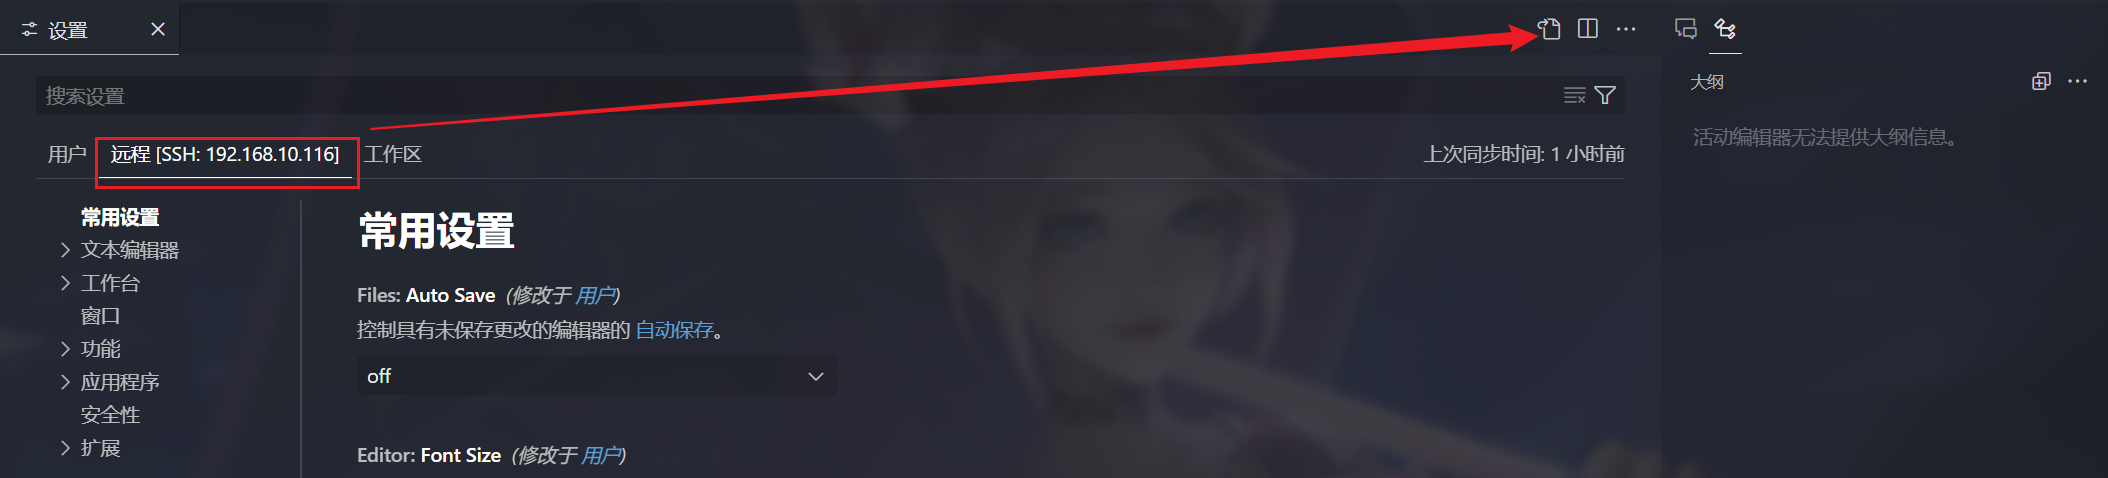 设置
搜索设置
用户 远程 [SSH: 192.168.10.116] 工作区 上次同步时间: 1 小时前
常用设置
文本编辑器
工作台
窗口
功能
应用程序
安全性
扩展
常用设置
Files: Auto Save (修改于 用户)
控制具有未保存更改的编辑器的 自动保存。
off
Editor: Font Size (修改于 用户)
大纲
活动编辑器无法提供大纲信息。